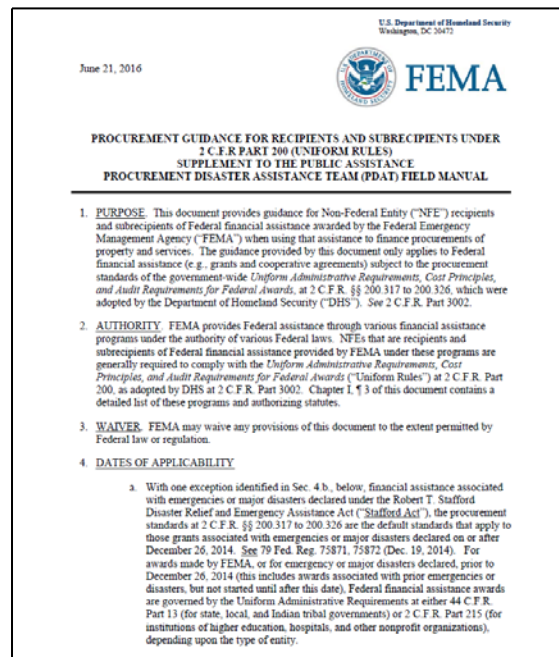 U.S. Department of Homeland Security
Washington, DC 20472
June 21, 2016
FEMA
PROCUREMENT GUIDANCE FOR RECIPIENTS AND SUBRECIPIENTS UNDER
2 C.F.R PART 200 (UNIFORM RULES)
SUPPLEMENT TO THE PUBLIC ASSISTANCE
PROCUREMENT DISASTER ASSISTANCE TEAM (PDAT) FIELD MANUAL
1. PURPOSE. This document provides guidance for Non-Federal Entity (“NFE”) recipients
and subrecipients of Federal financial assistance awarded by the Federal Emergency
Management Agency (“FEMA”) when using that assistance to finance procurements of
property and services. The guidance provided by this document only applies to Federal
financial assistance (e.g., grants and cooperative agreements) subject to the procurement
standards of the government-wide Uniform Administrative Requirements, Cost Principles,
and Audit Requirements for Federal Awards, at 2 C.F.R. §§ 200.317 to 200.326, which were
adopted by the Department of Homeland Security (“DHS”). See 2 C.F.R. Part 3002.
2. AUTHORITY. FEMA provides Federal assistance through various financial assistance
programs under the authority of various Federal laws. NFEs that are recipients and
subrecipients of Federal financial assistance provided by FEMA under these programs are
generally required to comply with the Uniform Administrative Requirements, Cost
Principles, and Audit Requirements for Federal Awards (“Uniform Rules”) at 2 C.F.R. Part
200, as adopted by DHS at 2 C.F.R. Part 3002. Chapter I, ¶ 3 of this document contains a
detailed list of these programs and authorizing statutes.
3. WAIVER. FEMA may waive any provisions of this document to the extent permitted by
Federal law or regulation.
4. DATES OF APPLICABILITY
a. With one exception identified in Sec. 4.b., below, financial assistance associated
with emergencies or major disasters declared under the Robert T. Stafford
Disaster Relief and Emergency Assistance Act (“Stafford Act”), the procurement
standards at 2 C.F.R. §§ 200.317 to 200.326 are the default standards that apply to
those grants associated with emergencies or major disasters declared on or after
December 26, 2014. See 79 Fed. Reg. 75871, 75872 (Dec. 19, 2014). For
awards made by FEMA, or for emergency or major disasters declared, prior to
December 26, 2014 (this includes awards associated with prior emergencies or
disasters, but not started until after this date), Federal financial assistance awards
are governed by the Uniform Administrative Requirements at either 44 C.F.R.
Part 13 (for state, local, and Indian tribal governments) or 2 C.F.R. Part 215 (for
institutions of higher education, hospitals, and other nonprofit organizations),
depending upon the type of entity.